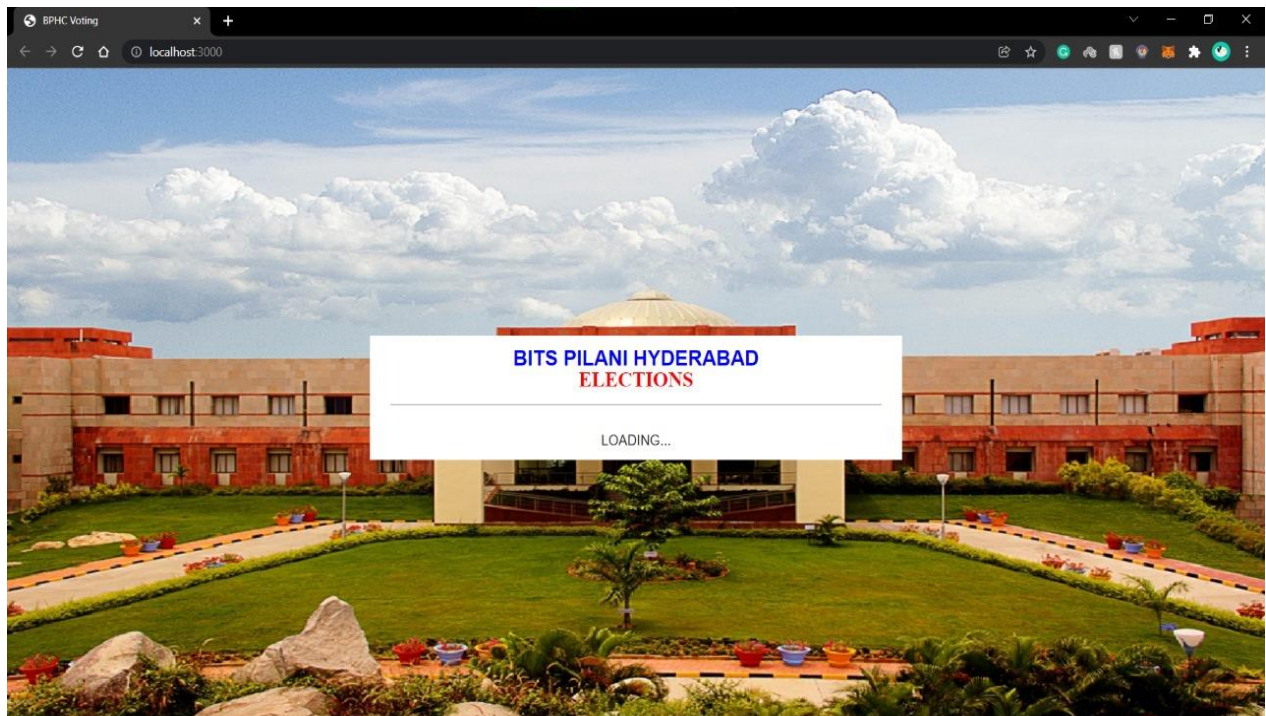 BPHC Voting
localhost:3000
BITS PILANI HYDERABAD
ELECTIONS
LOADING...